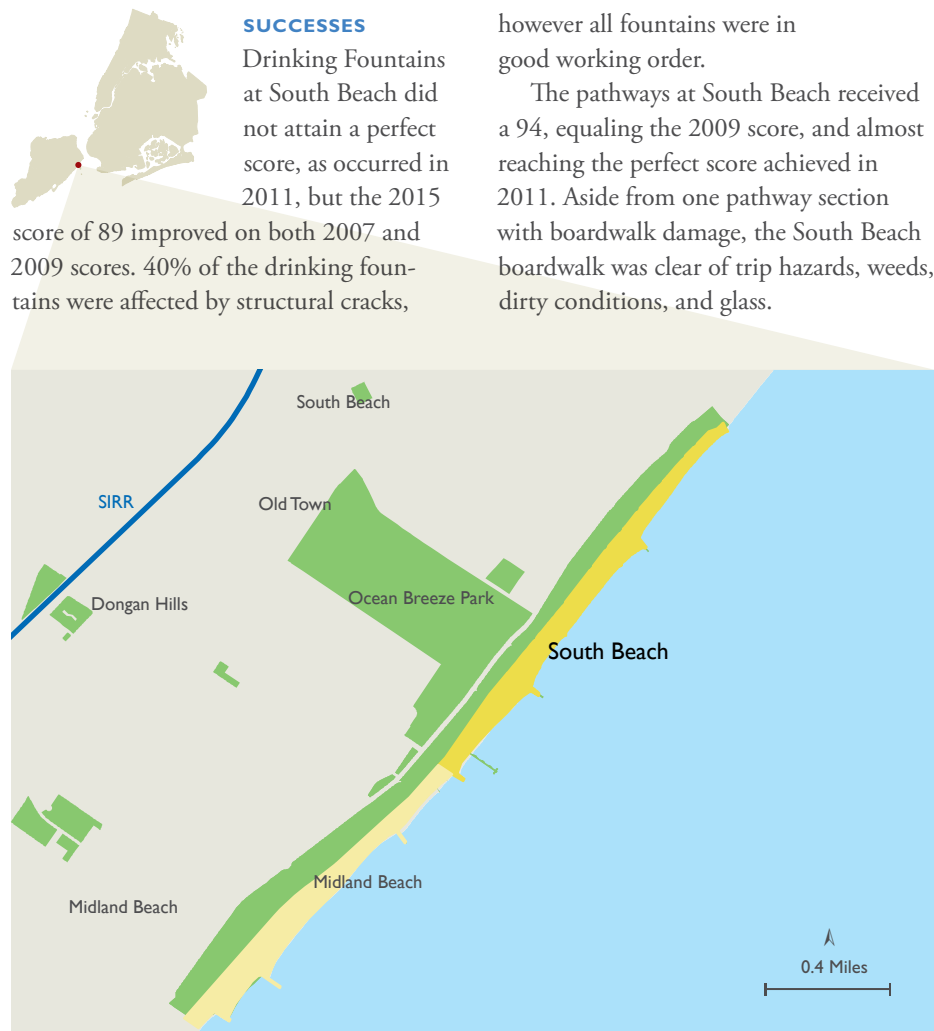 SUCCESSES
Drinking Fountains
at South Beach did
not attain a perfect
score, as occurred in
2011, but the 2015
score of 89 improved on both 2007 and
2009 scores. 40% of the drinking foun-
tains were affected by structural cracks,
however all fountains were in
good working order.
The pathways at South Beach received
a 94, equaling the 2009 score, and almost
reaching the perfect score achieved in
2011. Aside from one pathway section
with boardwalk damage, the South Beach
boardwalk was clear of trip hazards, weeds,
dirty conditions, and glass.
South Beach
SIRR
Old Town
Dongan Hills
Ocean Breeze Park
South Beach
Midland Beach
Midland Beach
0.4 Miles